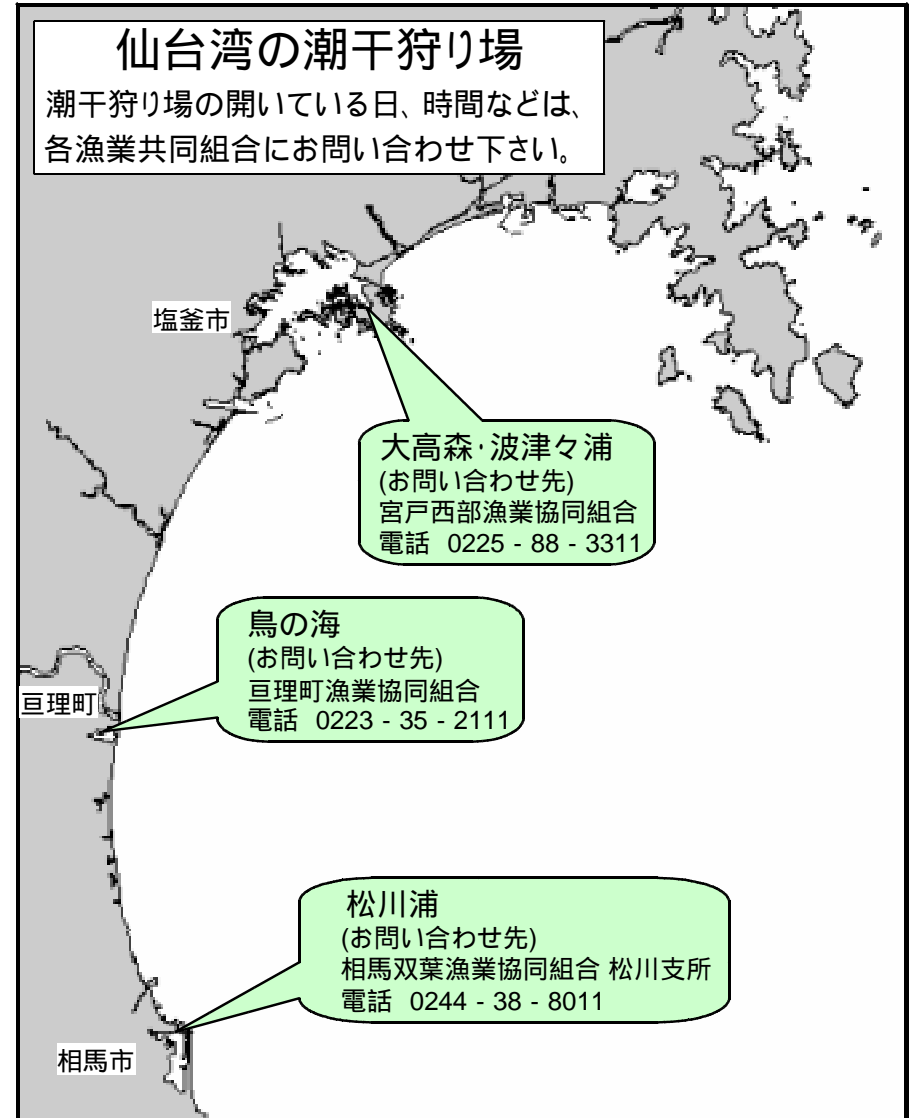 仙台湾の潮干狩り場
潮干狩り場の開いている日、時間などは、
各漁業共同組合にお問い合わせ下さい。
塩釜市
大高森・波津々浦
(お問い合わせ先)
宮戸西部漁業協同組合
電話 0225 - 88 - 3311
鳥の海
(お問い合わせ先)
亘理町漁業協同組合
電話 0223 - 35 - 2111
亘理町
松川浦
(お問い合わせ先)
相馬双葉漁業協同組合 松川支所
電話 0244 - 38 - 8011
相馬市